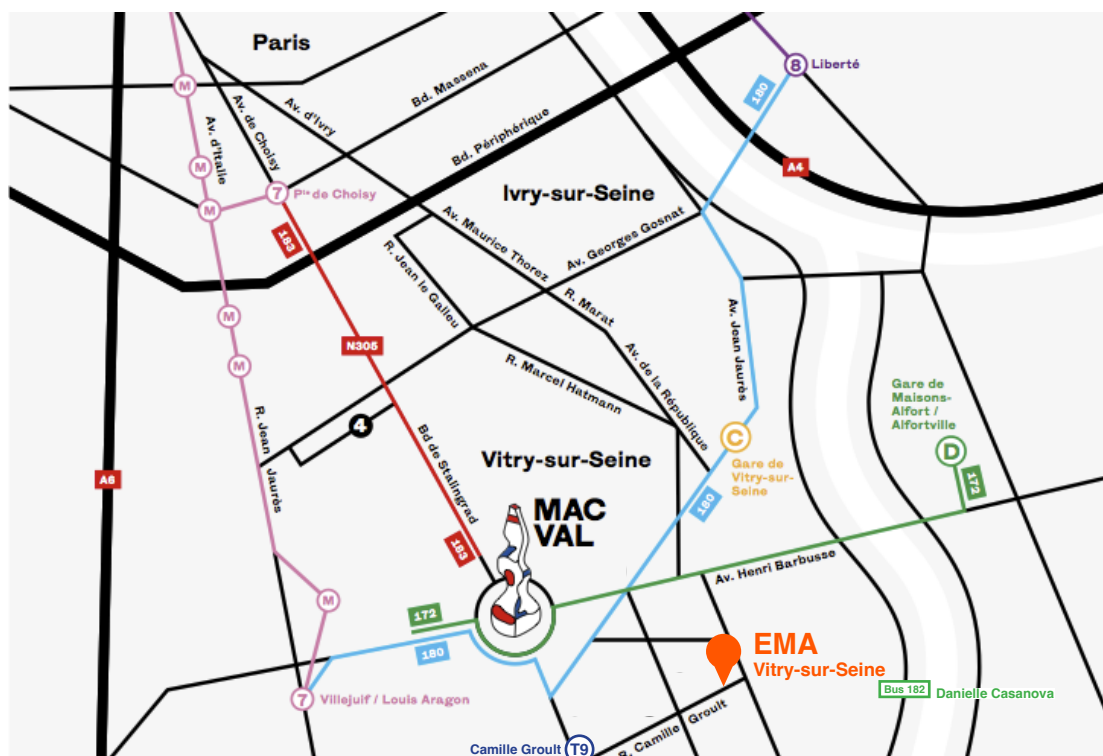 Paris
8
Liberté
M
Bd. Massena
180
Av. d'Ivry
Av. de Choisy
Av. d'Italie
Bd. Périphérique
M
A4
7
Pte de Choisy
M
Ivry-sur-Seine
183
Av. Maurice Thorez
Av. Georges Gosnat
R. Jean le Galleu
R. Marat
M
Av. Jean Jaurès
N305
Av. de la République
M
R. Marcel Hatmann
Gare de
Maisons-
Alfort /
Alfortville
4
R. Jean
Jaurès
Bd de Stalingrad
C
D
Vitry-sur-Seine
Gare de
Vitry-sur-
Seine
A6
172
180
MAC
VAL
183
Av. Henri Barbusse
M
172
180
EMA
Vitry-sur-Seine
7
Villejuif / Louis Aragon
Bus 182
Danielle Casanova
R. Camille Groult
Camille Groult
T9